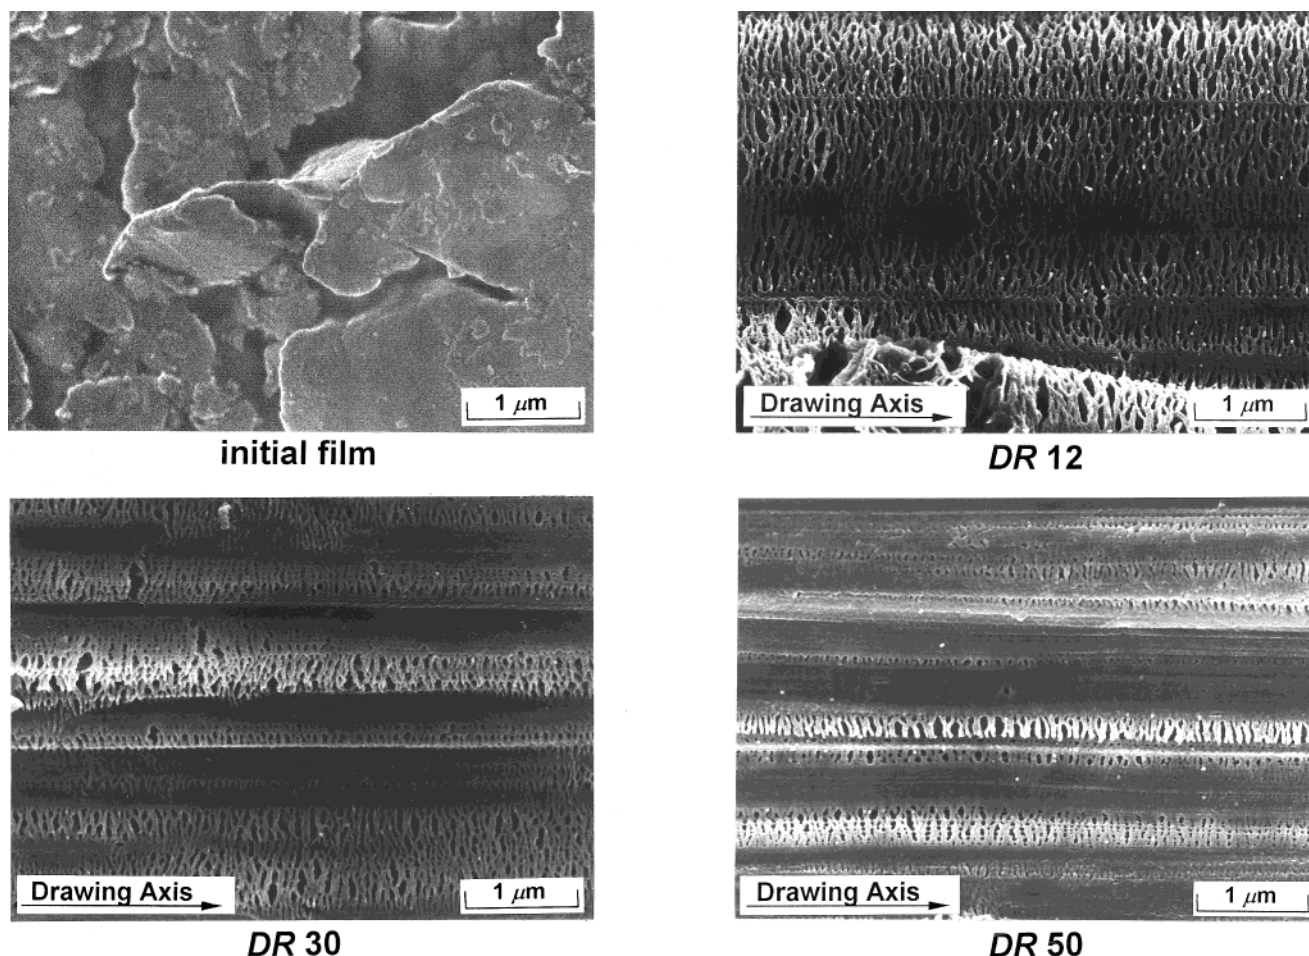 1 μm
initial film
Drawing Axis
1 μm
DR 12
Drawing Axis
1 μm
DR 30
Drawing Axis
1 μm
DR 50